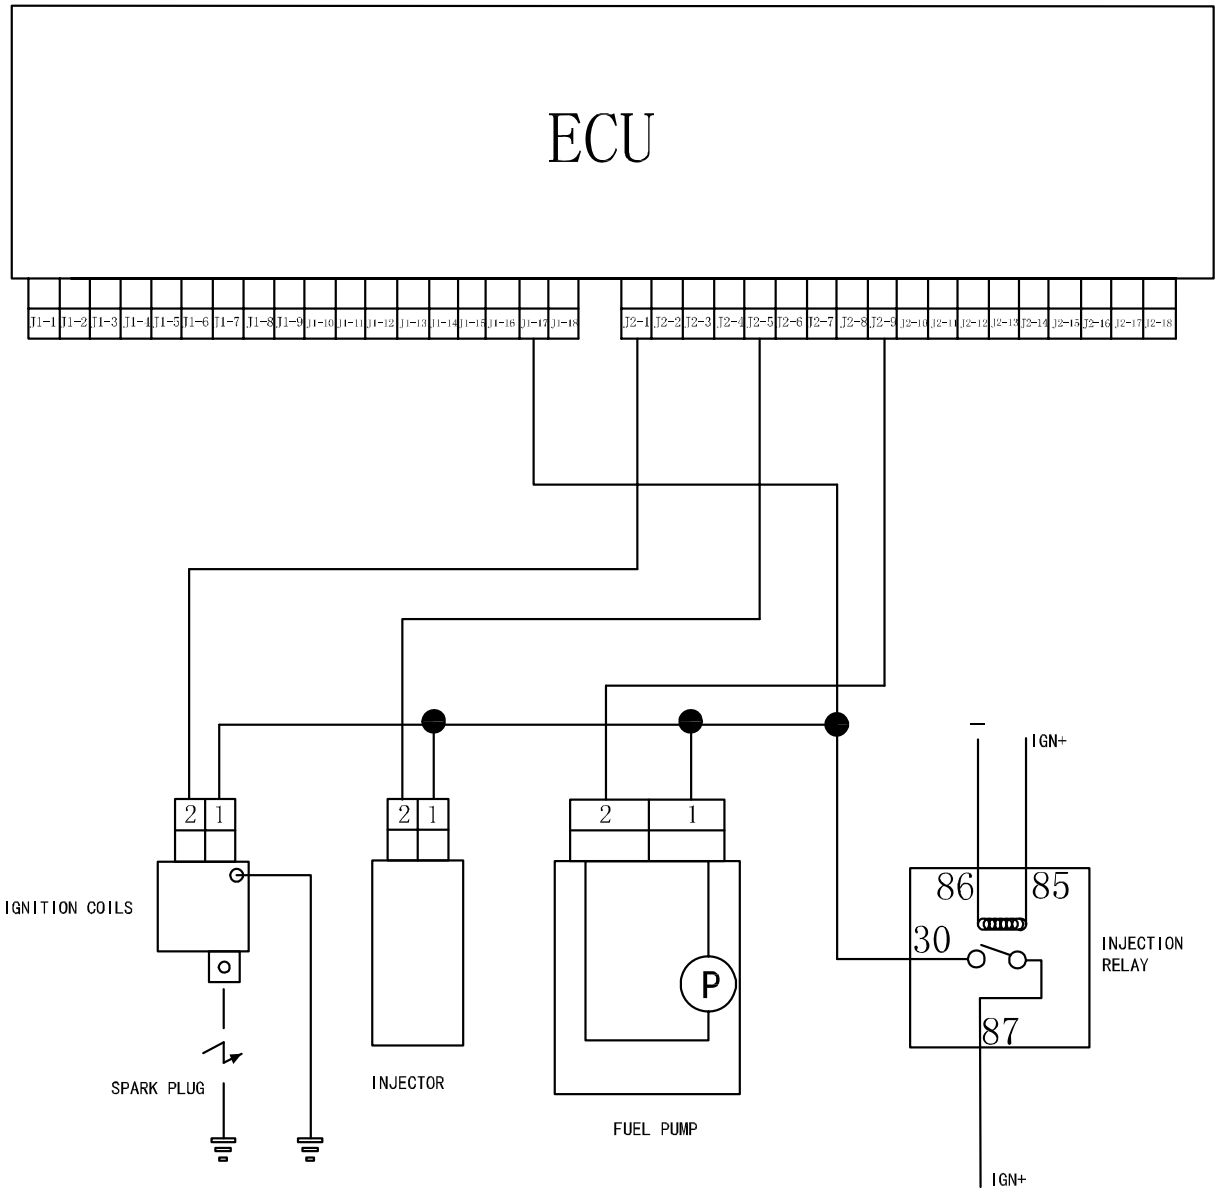 ECU
J1-1 J1-2 J1-3 J1-4 J1-5 J1-6 J1-7 J1-8 J1-9 J1-10 J1-11 J1-12 J1-13 J1-14 J1-15 J1-16 J1-17 J1-18 J2-1 J2-2 J2-3 J2-4 J2-5 J2-6 J2-7 J2-8 J2-9 J2-10 J2-11 J2-12 J2-13 J2-14 J2-15 J2-16 J2-17 J2-18
—
IGN+
2 1
2 1
2 1
86 85
IGNITION COILS
30
INJECTION
RELAY
P
87
SPARK PLUG
INJECTOR
FUEL PUMP
IGN+